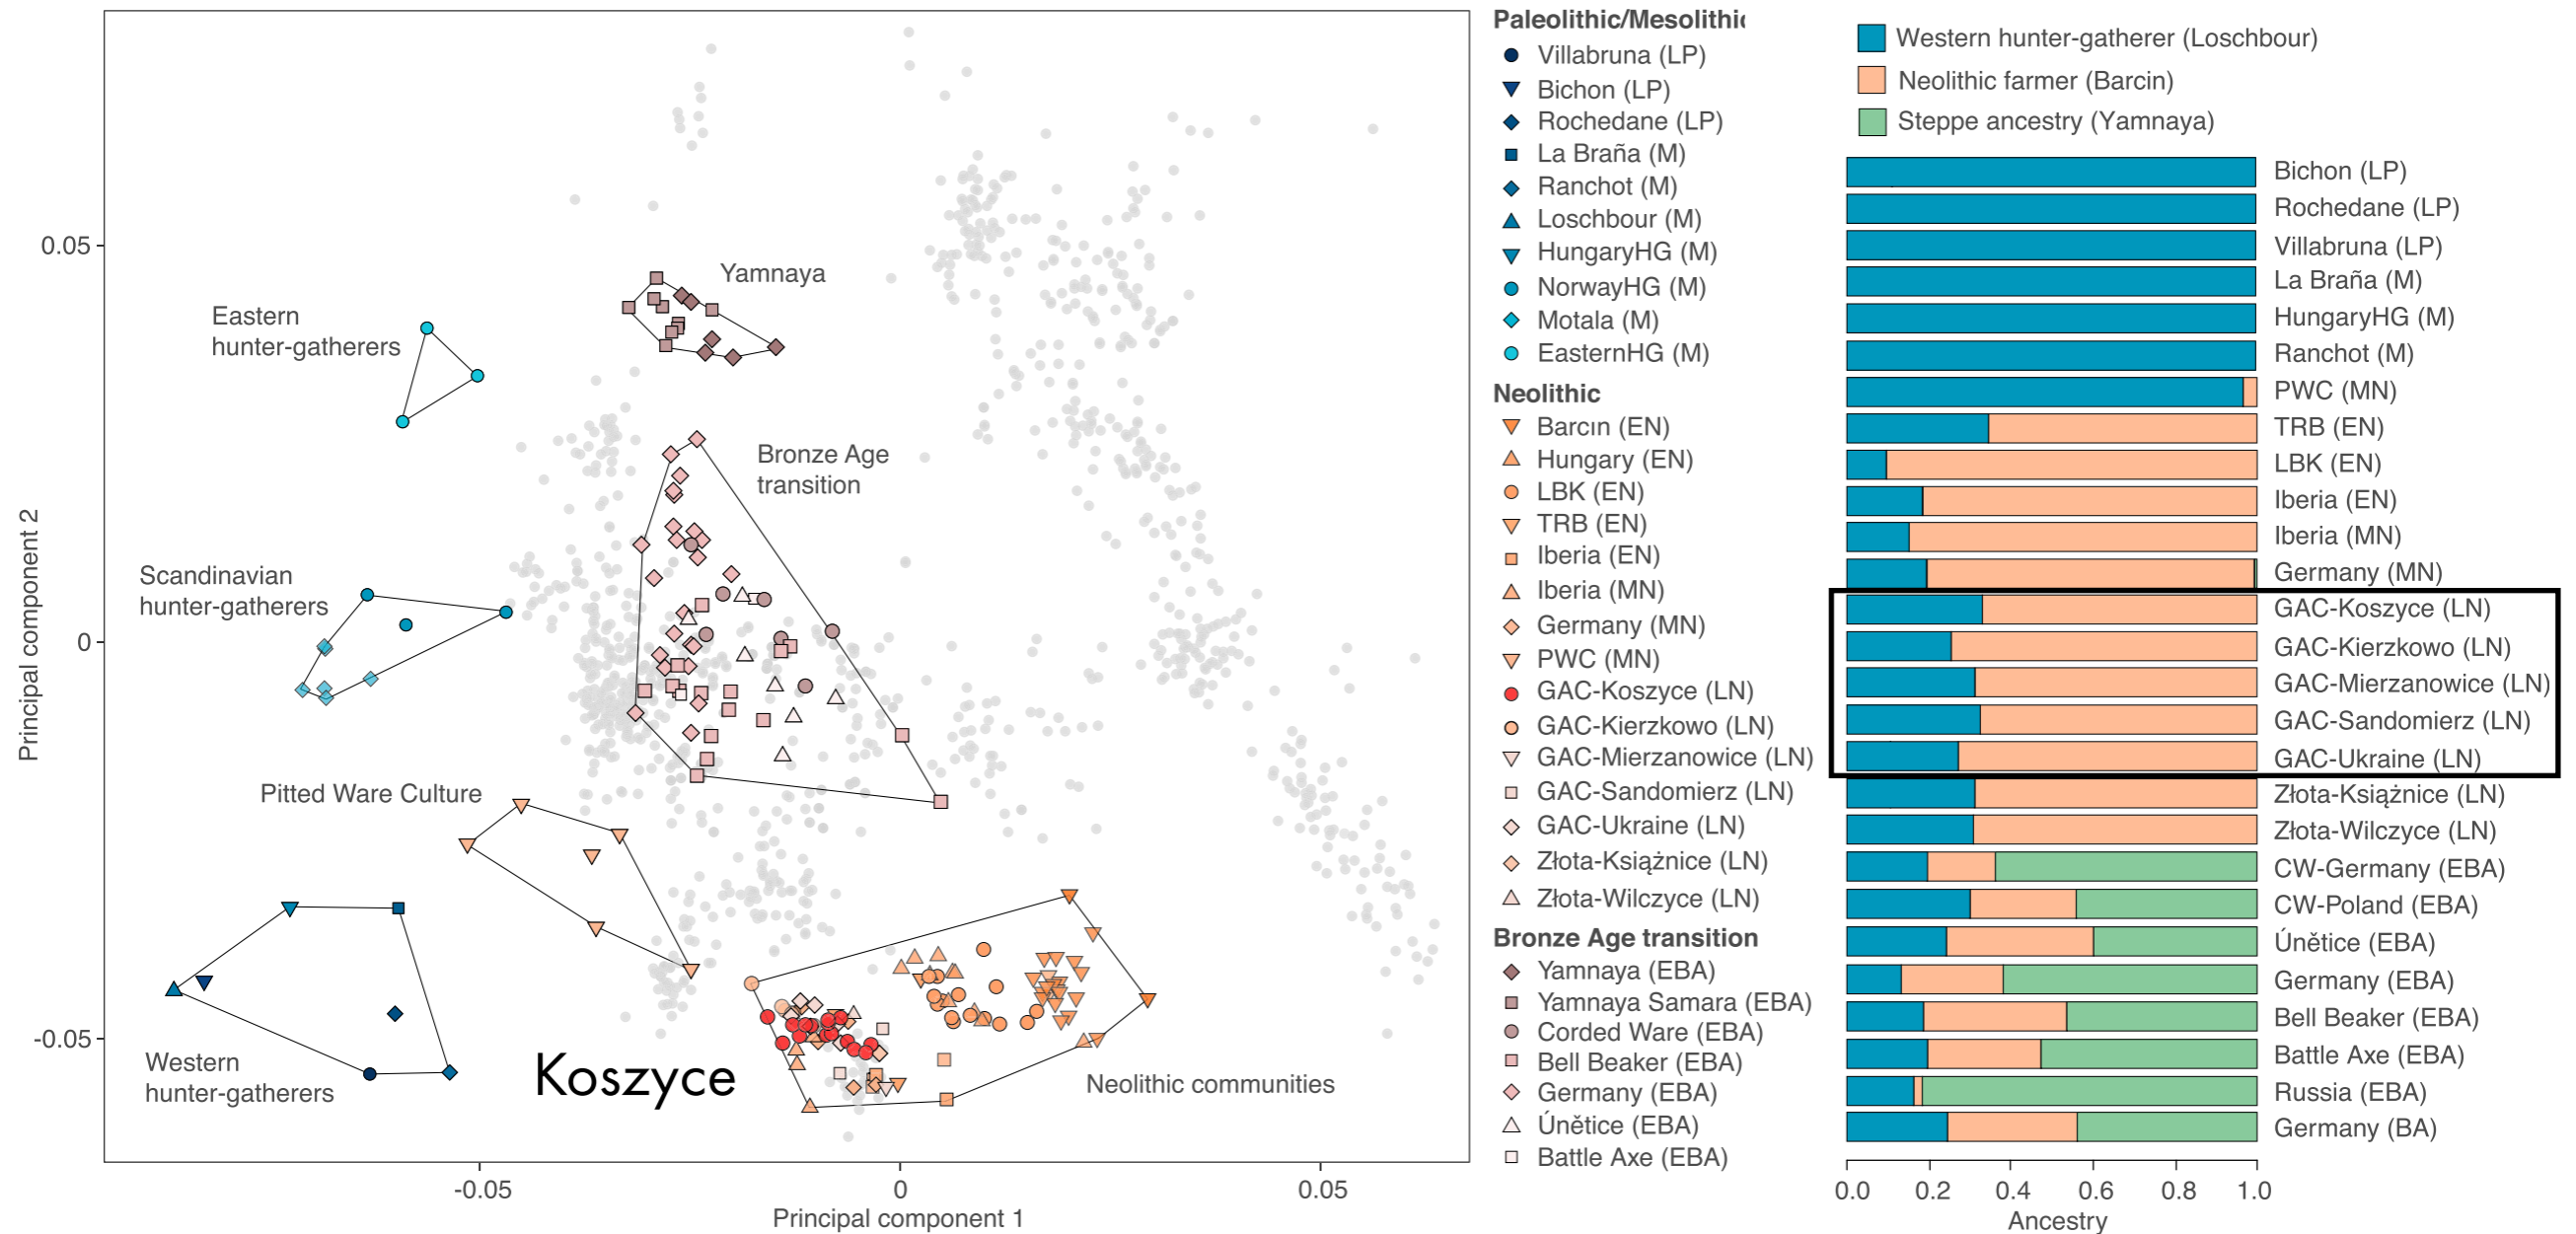 0.05
0
-0.05
Principal component 2
-0.05
0
0.05
Principal component 1
Yamnaya
Eastern
hunter-gatherers
Bronze Age
transition
Scandinavian
hunter-gatherers
Pitted Ware Culture
Western
hunter-gatherers
Koszyce
Neolithic communities
Paleolithic/Mesolithic
Villabruna (LP)
Bichon (LP)
Rochedane (LP)
La Braña (M)
Ranchot (M)
Loschbour (M)
HungaryHG (M)
NorwayHG (M)
Motala (M)
EasternHG (M)
Neolithic
Barcın (EN)
Hungary (EN)
LBK (EN)
TRB (EN)
Iberia (EN)
Iberia (MN)
Germany (MN)
PWC (MN)
GAC-Koszyce (LN)
GAC-Kierzkowo (LN)
GAC-Mierzanowice (LN)
GAC-Sandomierz (LN)
GAC-Ukraine (LN)
Złota-Książnice (LN)
Złota-Wilczyce (LN)
Bronze Age transition
Yamnaya (EBA)
Yamnaya Samara (EBA)
Corded Ware (EBA)
Bell Beaker (EBA)
Germany (EBA)
Únětice (EBA)
Battle Axe (EBA)
Western hunter-gatherer (Loschbour)
Neolithic farmer (Barcin)
Steppe ancestry (Yamnaya)
Bichon (LP)
Rochedane (LP)
Villabruna (LP)
La Braña (M)
HungaryHG (M)
Ranchot (M)
PWC (MN)
TRB (EN)
LBK (EN)
Iberia (EN)
Iberia (MN)
Germany (MN)
GAC-Koszyce (LN)
GAC-Kierzkowo (LN)
GAC-Mierzanowice (LN)
GAC-Sandomierz (LN)
GAC-Ukraine (LN)
Złota-Książnice (LN)
Złota-Wilczyce (LN)
CW-Germany (EBA)
CW-Poland (EBA)
Únětice (EBA)
Germany (EBA)
Bell Beaker (EBA)
Battle Axe (EBA)
Russia (EBA)
Germany (BA)
0.0 0.2 0.4 0.6 0.8 1.0
Ancestry